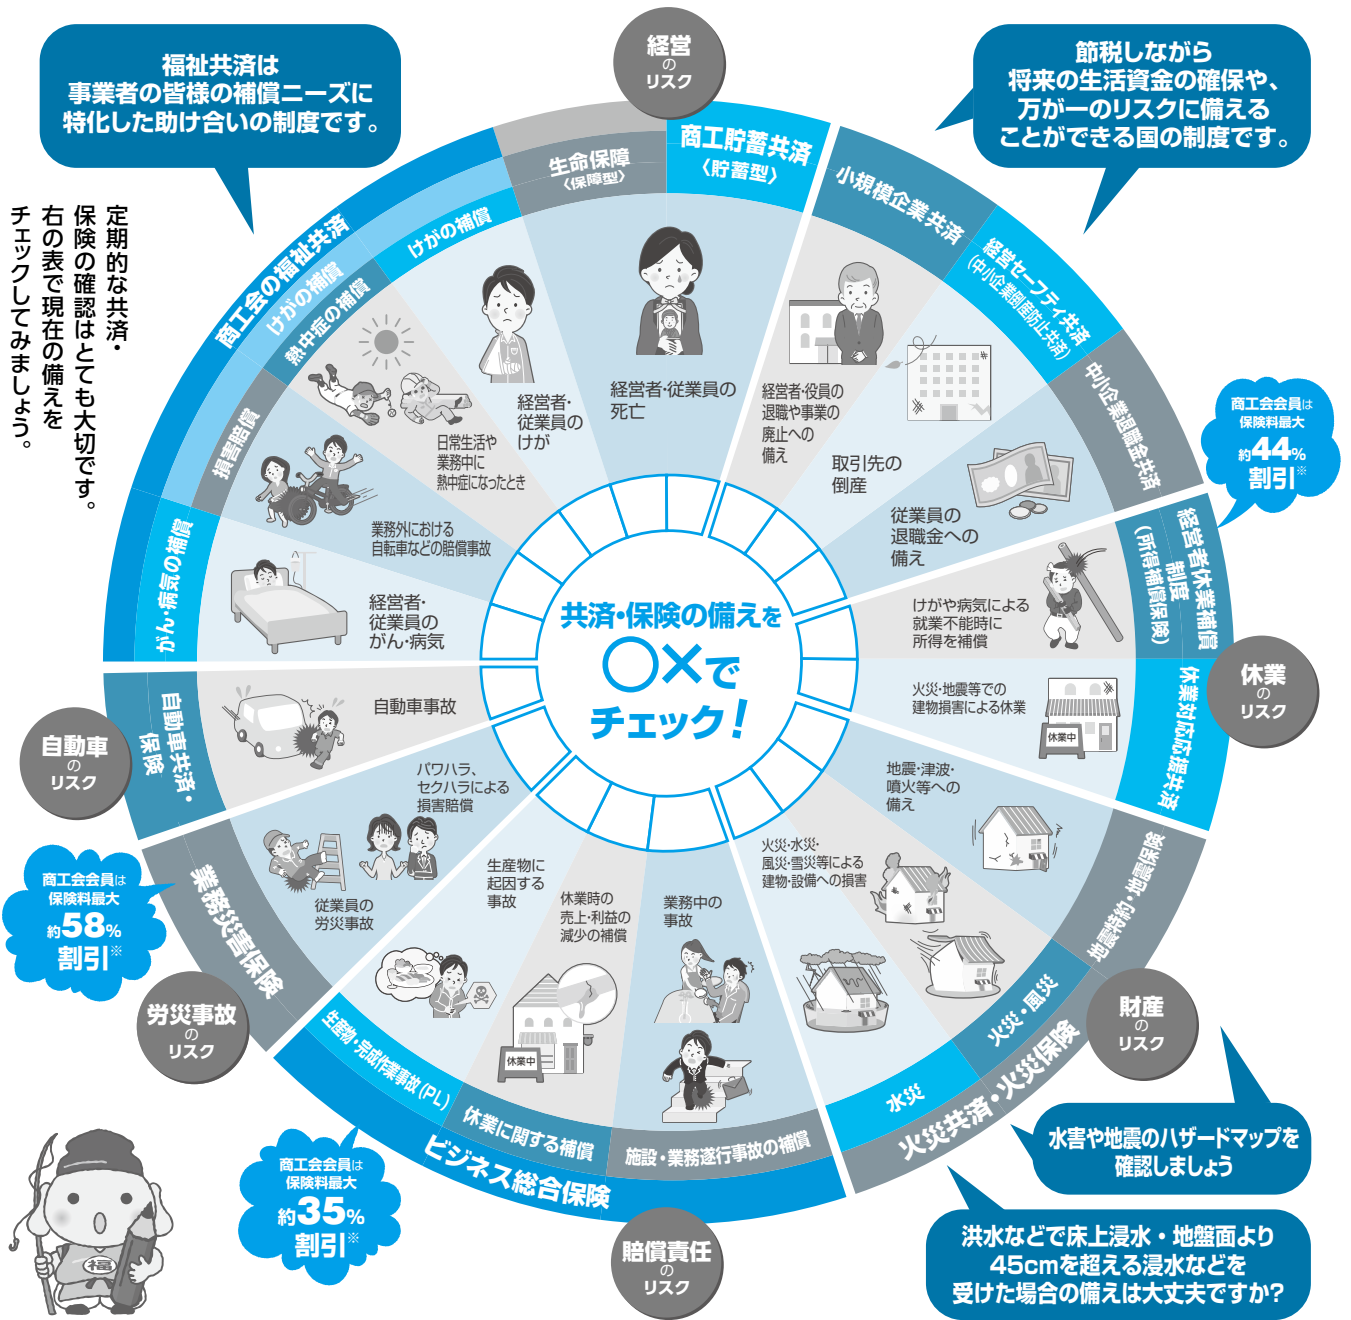 経営
の
リスク
福祉共済は
事業者の皆様の補償ニーズに
特化した助け合いの制度です。
節税しながら
将来の生活資金の確保や、
万が一のリスクに備える
ことができる国の制度です。
定期的な共済・
保険の確認はとても大切です。
右の表で現在の備えを
チェックしてみましょう。
商工会の福祉共済
生命保障
〈保障型〉
商工貯蓄共済
〈貯蓄型〉
小規模企業共済
経営セーフティ共済
(中小企業倒産防止共済)
中小企業退職金共済
けがの補償
けがの補償
熱中症の補償
損害賠償
がん・病気の補償
経営者・従業員の
死亡
経営者・
従業員の
けが
日常生活や
業務中に
熱中症になったとき
業務外における
自転車などの賠償事故
経営者・
従業員の
がん・病気
経営者・役員の
退職や事業の
廃止への
備え
取引先の
倒産
従業員の
退職金への
備え
商工会会員は
保険料最大
約44%
割引※
経営者休業補償
制度
(所得補償保険)
けがや病気による
就業不能時に
所得を補償
休業
の
リスク
火災・地震等での
建物損害による休業
休業中
休業対応応援共済
共済・保険の備えを
○×で
チェック!
自動車共済・
保険
自動車事故
自動車
の
リスク
パワハラ、
セクハラによる
損害賠償
従業員の
労災事故
業務災害保険
商工会会員は
保険料最大
約58%
割引※
労災事故
の
リスク
地震・津波・
噴火等への
備え
地震特約・地震保険
火災・水災・
風災・雪災等による
建物・設備への損害
火災・風災
水災
火災共済・火災保険
財産
の
リスク
生産物に
起因する
事故
休業時の
売上・利益の
減少の補償
休業中
業務中の
事故
生産物・完成作業事故(PL)
休業に関する補償
施設・業務遂行事故の補償
ビジネス総合保険
商工会会員は
保険料最大
約35%
割引※
賠償責任
の
リスク
水害や地震のハザードマップを
確認しましょう
洪水などで床上浸水・地盤面より
45cmを超える浸水などを
受けた場合の備えは大丈夫ですか?
福